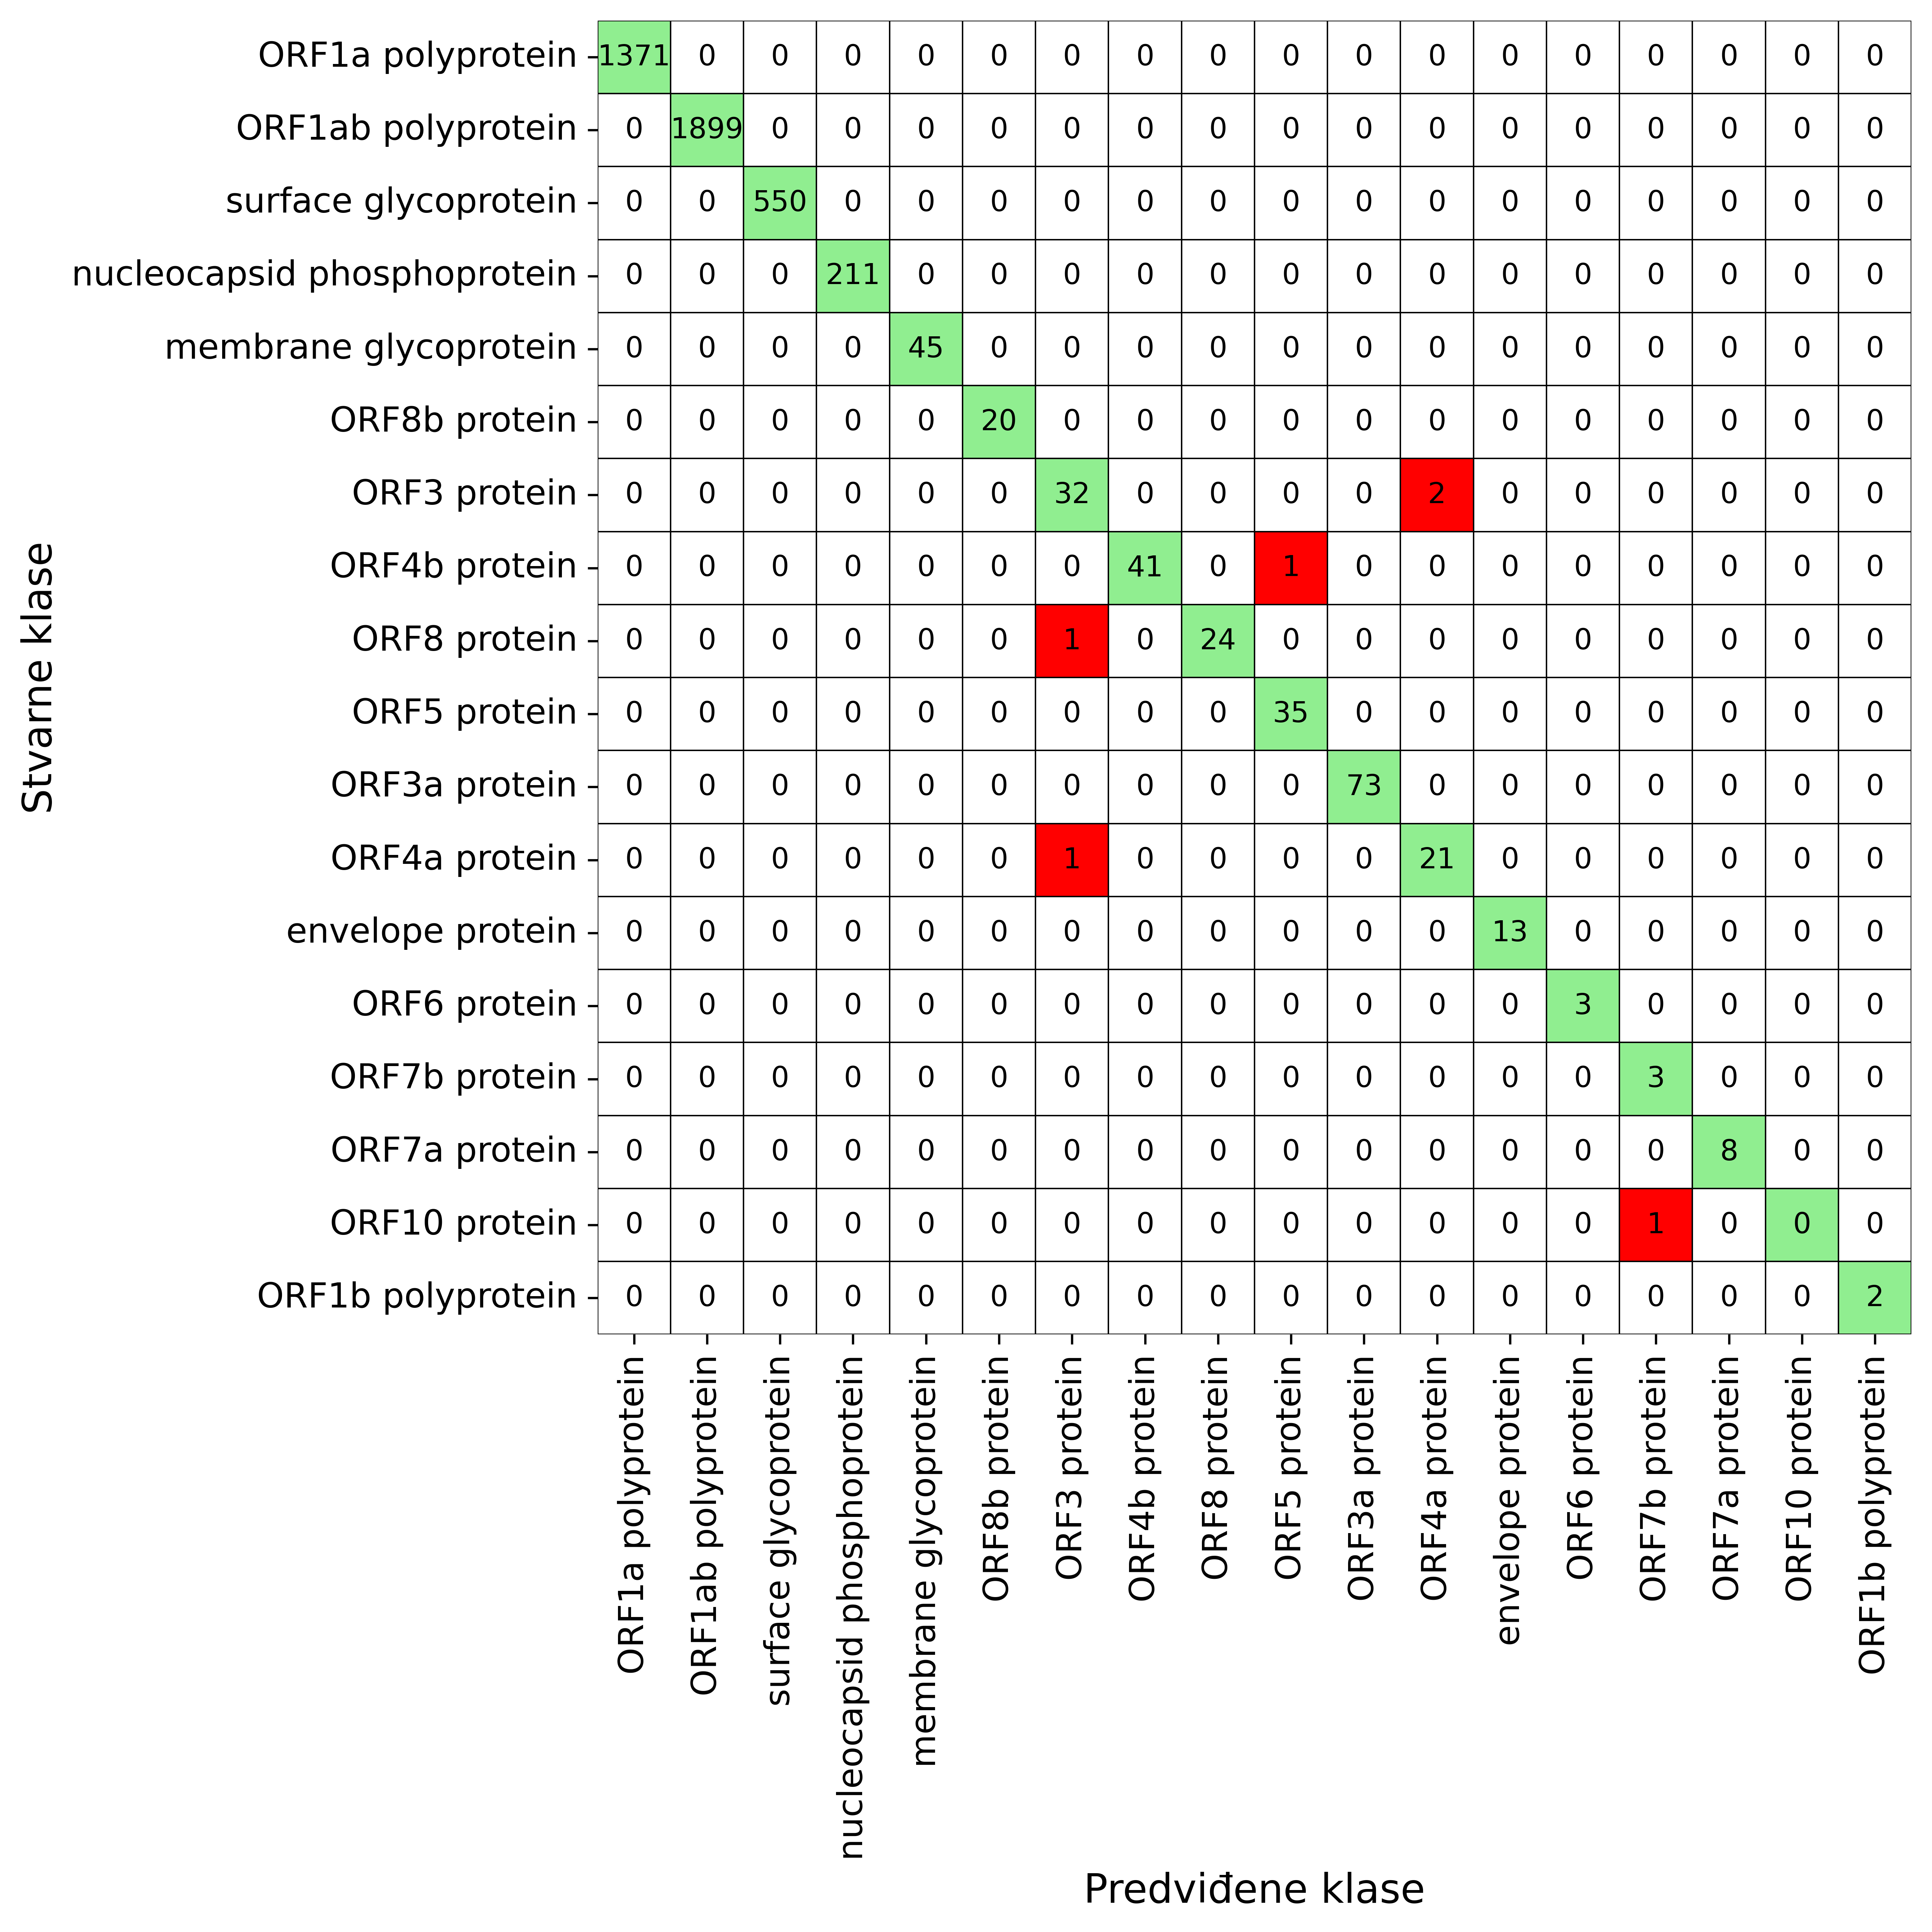 ORF1a polyprotein 1371 0 0 0 0 0 0 0 0 0 0 0 0 0 0 0 0 0
ORF1ab polyprotein 0 1899 0 0 0 0 0 0 0 0 0 0 0 0 0 0 0 0
surface glycoprotein 0 0 550 0 0 0 0 0 0 0 0 0 0 0 0 0 0 0
nucleocapsid phosphoprotein 0 0 0 211 0 0 0 0 0 0 0 0 0 0 0 0 0 0
membrane glycoprotein 0 0 0 0 45 0 0 0 0 0 0 0 0 0 0 0 0 0
ORF8b protein 0 0 0 0 0 20 0 0 0 0 0 0 0 0 0 0 0 0
ORF3 protein 0 0 0 0 0 0 32 0 0 0 0 2 0 0 0 0 0 0
ORF4b protein 0 0 0 0 0 0 0 41 0 1 0 0 0 0 0 0 0 0
ORF8 protein 0 0 0 0 0 0 1 0 24 0 0 0 0 0 0 0 0 0
ORF5 protein 0 0 0 0 0 0 0 0 0 35 0 0 0 0 0 0 0 0
ORF3a protein 0 0 0 0 0 0 0 0 0 0 73 0 0 0 0 0 0 0
ORF4a protein 0 0 0 0 0 0 1 0 0 0 0 21 0 0 0 0 0 0
envelope protein 0 0 0 0 0 0 0 0 0 0 0 0 13 0 0 0 0 0
ORF6 protein 0 0 0 0 0 0 0 0 0 0 0 0 0 3 0 0 0 0
ORF7b protein 0 0 0 0 0 0 0 0 0 0 0 0 0 0 3 0 0 0
ORF7a protein 0 0 0 0 0 0 0 0 0 0 0 0 0 0 0 8 0 0
ORF10 protein 0 0 0 0 0 0 0 0 0 0 0 0 0 0 1 0 0 0
ORF1b polyprotein 0 0 0 0 0 0 0 0 0 0 0 0 0 0 0 0 0 2
Stvarne klase
ORF1a polyprotein
ORF1ab polyprotein
surface glycoprotein
nucleocapsid phosphoprotein
membrane glycoprotein
ORF8b protein
ORF3 protein
ORF4b protein
ORF8 protein
ORF5 protein
ORF3a protein
ORF4a protein
envelope protein
ORF6 protein
ORF7b protein
ORF7a protein
ORF10 protein
ORF1b polyprotein
Predviđene klase